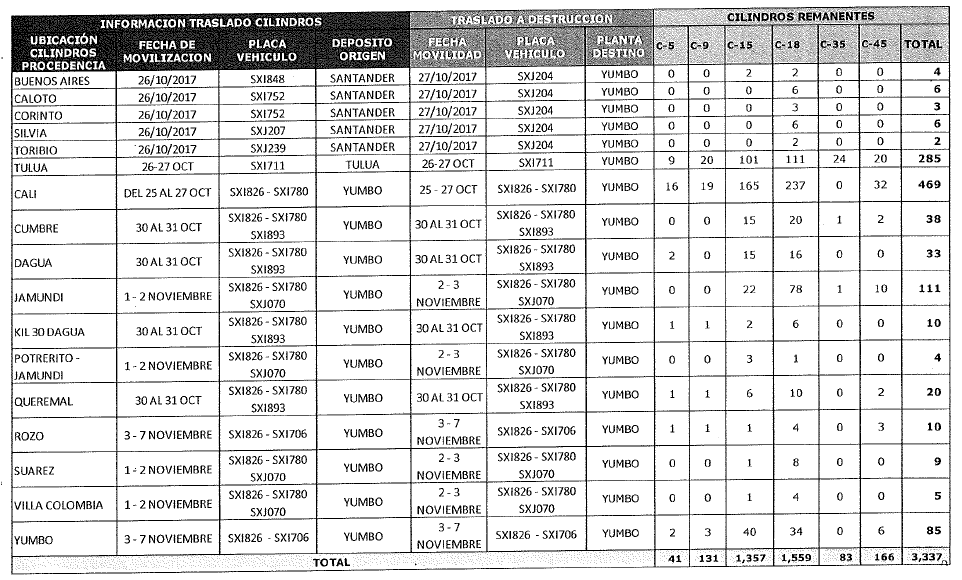 INFORMACION TRASLADO CILINDROS TRASLADO A DESTRUCCION CILINDROS REMANENTES
UBICACIÓN CILINDROS PROCEDENCIA FECHA DE MOVILIZACION PLACA VEHICULO DEPOSITO ORIGEN FECHA MOVILIDAD PLACA VEHICULO PLANTA DESTINO C-5 C-9 C-15 C-18 C-35 C-45 TOTAL
BUENOS AIRES 26/10/2017 SXI848 SANTANDER 27/10/2017 SXJ204 YUMBO 0 0 2 2 0 0 4
CALOTO 26/10/2017 SXI752 SANTANDER 27/10/2017 SXJ204 YUMBO 0 0 0 6 0 0 6
CORINTO 26/10/2017 SXI752 SANTANDER 27/10/2017 SXJ204 YUMBO 0 0 0 3 0 0 3
SILVIA 26/10/2017 SXJ207 SANTANDER 27/10/2017 SXJ204 YUMBO 0 0 0 6 0 0 6
TORIBIO 26/10/2017 SXJ239 SANTANDER 27/10/2017 SXJ204 YUMBO 0 0 0 2 0 0 2
TULUA 26-27 OCT SXI711 TULUA 26-27 OCT SXI711 YUMBO 9 20 101 111 24 20 285
CALI DEL 25 AL 27 OCT SXI826 - SXI780 YUMBO 25 - 27 OCT SXI826 - SXI780 YUMBO 16 19 165 237 0 32 469
CUMBRE 30 AL 31 OCT SXI826 - SXI780 SXI893 YUMBO 30 AL 31 OCT SXI826 - SXI780 SXI893 YUMBO 0 0 15 20 1 2 38
DAGUA 30 AL 31 OCT SXI826 - SXI780 SXI893 YUMBO 30 AL 31 OCT SXI826 - SXI780 SXI893 YUMBO 2 0 15 16 0 0 33
JAMUNDI 1 - 2 NOVIEMBRE SXI826 - SXI780 SXJ070 YUMBO 2 - 3 NOVIEMBRE SXI826 - SXI780 SXJ070 YUMBO 0 0 22 78 1 10 111
KIL 30 DAGUA 30 AL 31 OCT SXI826 - SXI780 SXI893 YUMBO 30 AL 31 OCT SXI826 - SXI780 SXI893 YUMBO 1 1 2 6 0 0 10
POTRERITO - JAMUNDI 1 - 2 NOVIEMBRE SXI826 - SXI780 SXJ070 YUMBO 2 - 3 NOVIEMBRE SXI826 - SXI780 SXJ070 YUMBO 0 0 3 1 0 0 4
QUEREMAL 30 AL 31 OCT SXI826 - SXI780 SXI893 YUMBO 30 AL 31 OCT SXI826 - SXI780 SXI893 YUMBO 1 1 6 10 0 2 20
ROZO 3 - 7 NOVIEMBRE SXI826 - SXI706 YUMBO 3 - 7 NOVIEMBRE SXI826 - SXI706 YUMBO 1 1 1 4 0 3 10
SUAREZ 1 - 2 NOVIEMBRE SXI826 - SXI780 SXJ070 YUMBO 2 - 3 NOVIEMBRE SXI826 - SXI780 SXJ070 YUMBO 0 0 1 8 0 0 9
VILLA COLOMBIA 1 - 2 NOVIEMBRE SXI826 - SXI780 SXJ070 YUMBO 2 - 3 NOVIEMBRE SXI826 - SXI780 SXJ070 YUMBO 0 0 1 4 0 0 5
YUMBO 3 - 7 NOVIEMBRE SXI826 - SXI706 YUMBO 3 - 7 NOVIEMBRE SXI826 - SXI706 YUMBO 2 3 40 34 0 6 85
TOTAL 41 131 1,357 1,559 83 166 3,337